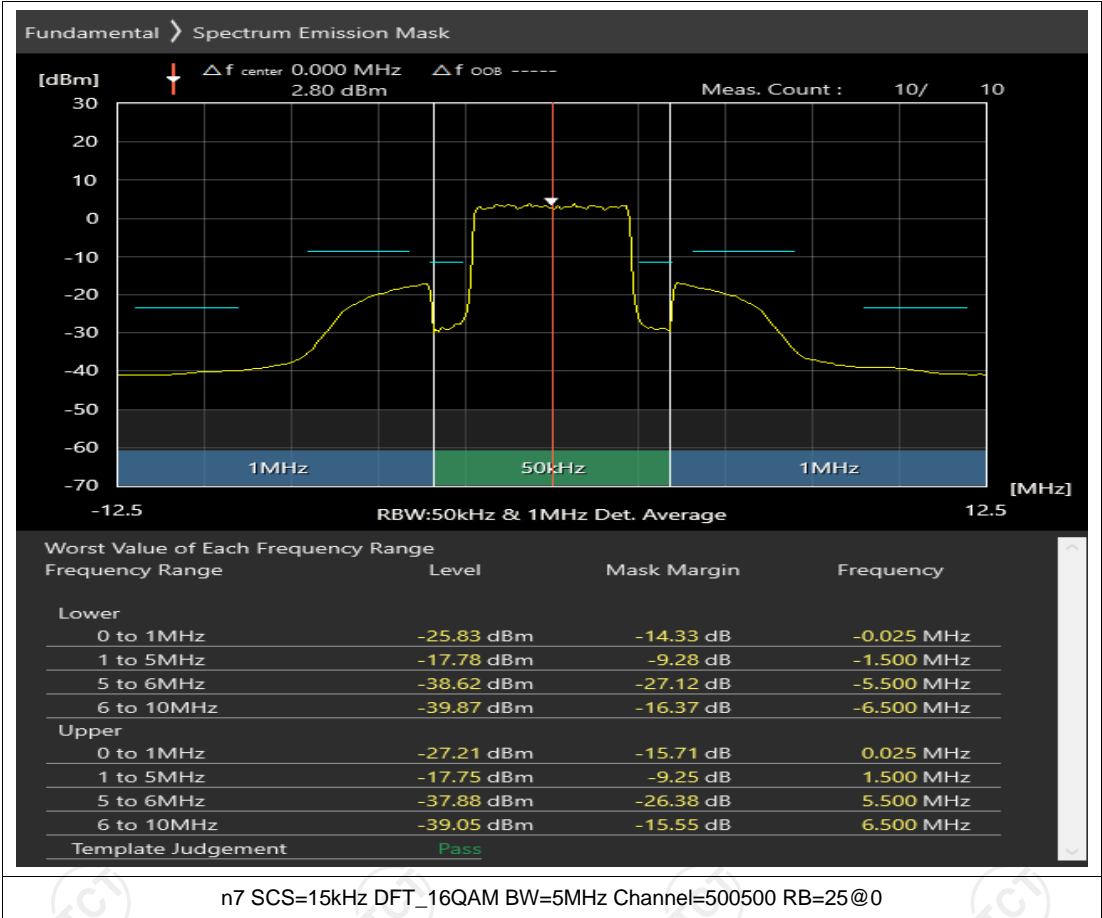 Fundamental 〉 Spectrum Emission Mask
[dBm] △f center 0.000 MHz △f OOB -----
2.80 dBm Meas. Count : 10/ 10
30
20
10
0
-10
-20
-30
-40
-50
-60
1MHz 50kHz 1MHz
-70 [MHz]
-12.5 RBW:50kHz & 1MHz Det. Average 12.5
Worst Value of Each Frequency Range
Frequency Range Level Mask Margin Frequency
Lower
0 to 1MHz -25.83 dBm -14.33 dB -0.025 MHz
1 to 5MHz -17.78 dBm -9.28 dB -1.500 MHz
5 to 6MHz -38.62 dBm -27.12 dB -5.500 MHz
6 to 10MHz -39.87 dBm -16.37 dB -6.500 MHz
Upper
0 to 1MHz -27.21 dBm -15.71 dB 0.025 MHz
1 to 5MHz -17.75 dBm -9.25 dB 1.500 MHz
5 to 6MHz -37.88 dBm -26.38 dB 5.500 MHz
6 to 10MHz -39.05 dBm -15.55 dB 6.500 MHz
Template Judgement Pass
n7 SCS=15kHz DFT_16QAM BW=5MHz Channel=500500 RB=25@0
TCT TCT TCT TCT